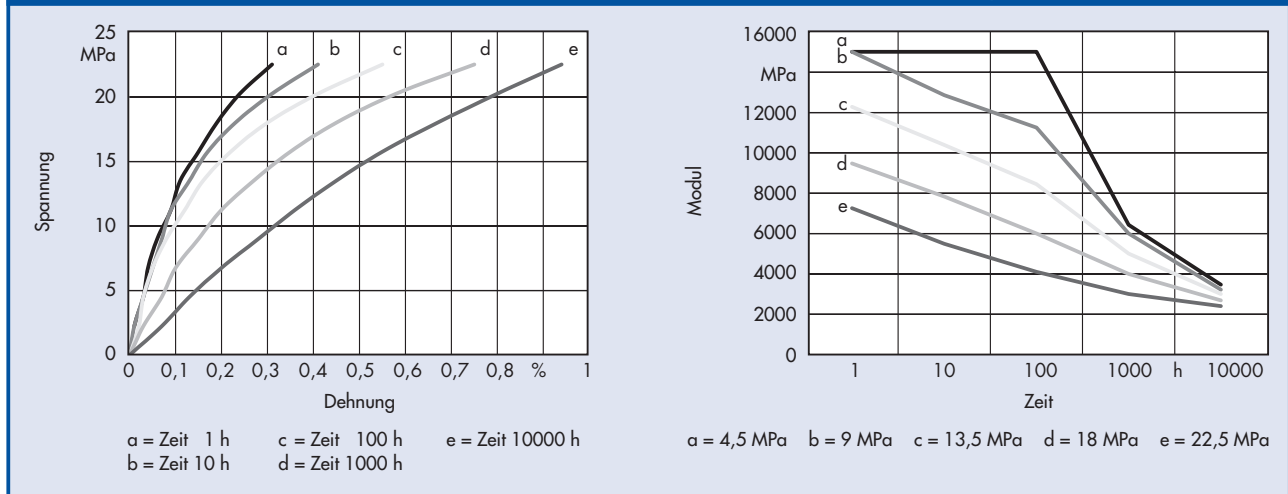 25
MPa
20
15
10
5
0
Spannung
a b c d e
0 0,1 0,2 0,3 0,4 0,5 0,6 0,7 0,8 % 1
Dehnung
a = Zeit 1 h c = Zeit 100 h e = Zeit 10000 h
b = Zeit 10 h d = Zeit 1000 h
16000
MPa
12000
10000
8000
6000
4000
2000
0
Modul
a
b
c
d
e
1 10 100 1000 h 10000
Zeit
a = 4,5 MPa b = 9 MPa c = 13,5 MPa d = 18 MPa e = 22,5 MPa